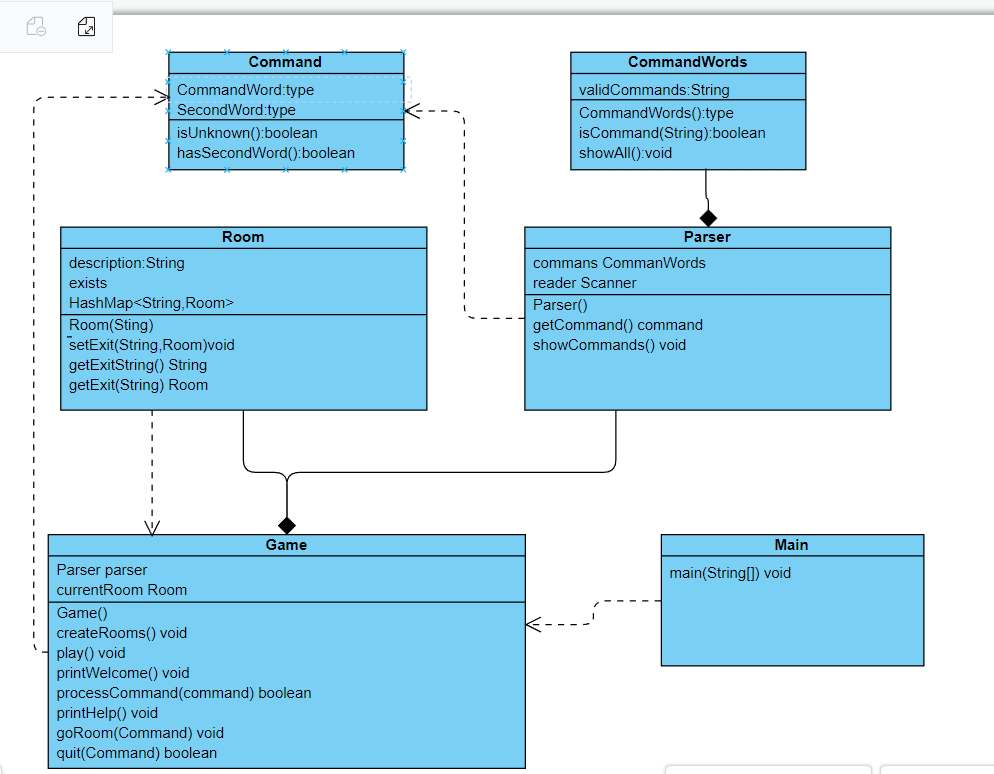 Command
CommandWord:type
SecondWord:type
isUnknown():boolean
hasSecondWord():boolean
CommandWords
validCommands:String
CommandWords():type
isCommand(String):boolean
showAll():void
Room
description:String
exists
HashMap<String,Room>
Room(Sting)
setExit(String,Room)void
getExitString() String
getExit(String) Room
Parser
commans CommanWords
reader Scanner
Parser()
getCommand() command
showCommands() void
Game
Parser parser
currentRoom Room
Game()
createRooms() void
play() void
printWelcome() void
processCommand(command) boolean
printHelp() void
goRoom(Command) void
quit(Command) boolean
Main
main(String[]) void